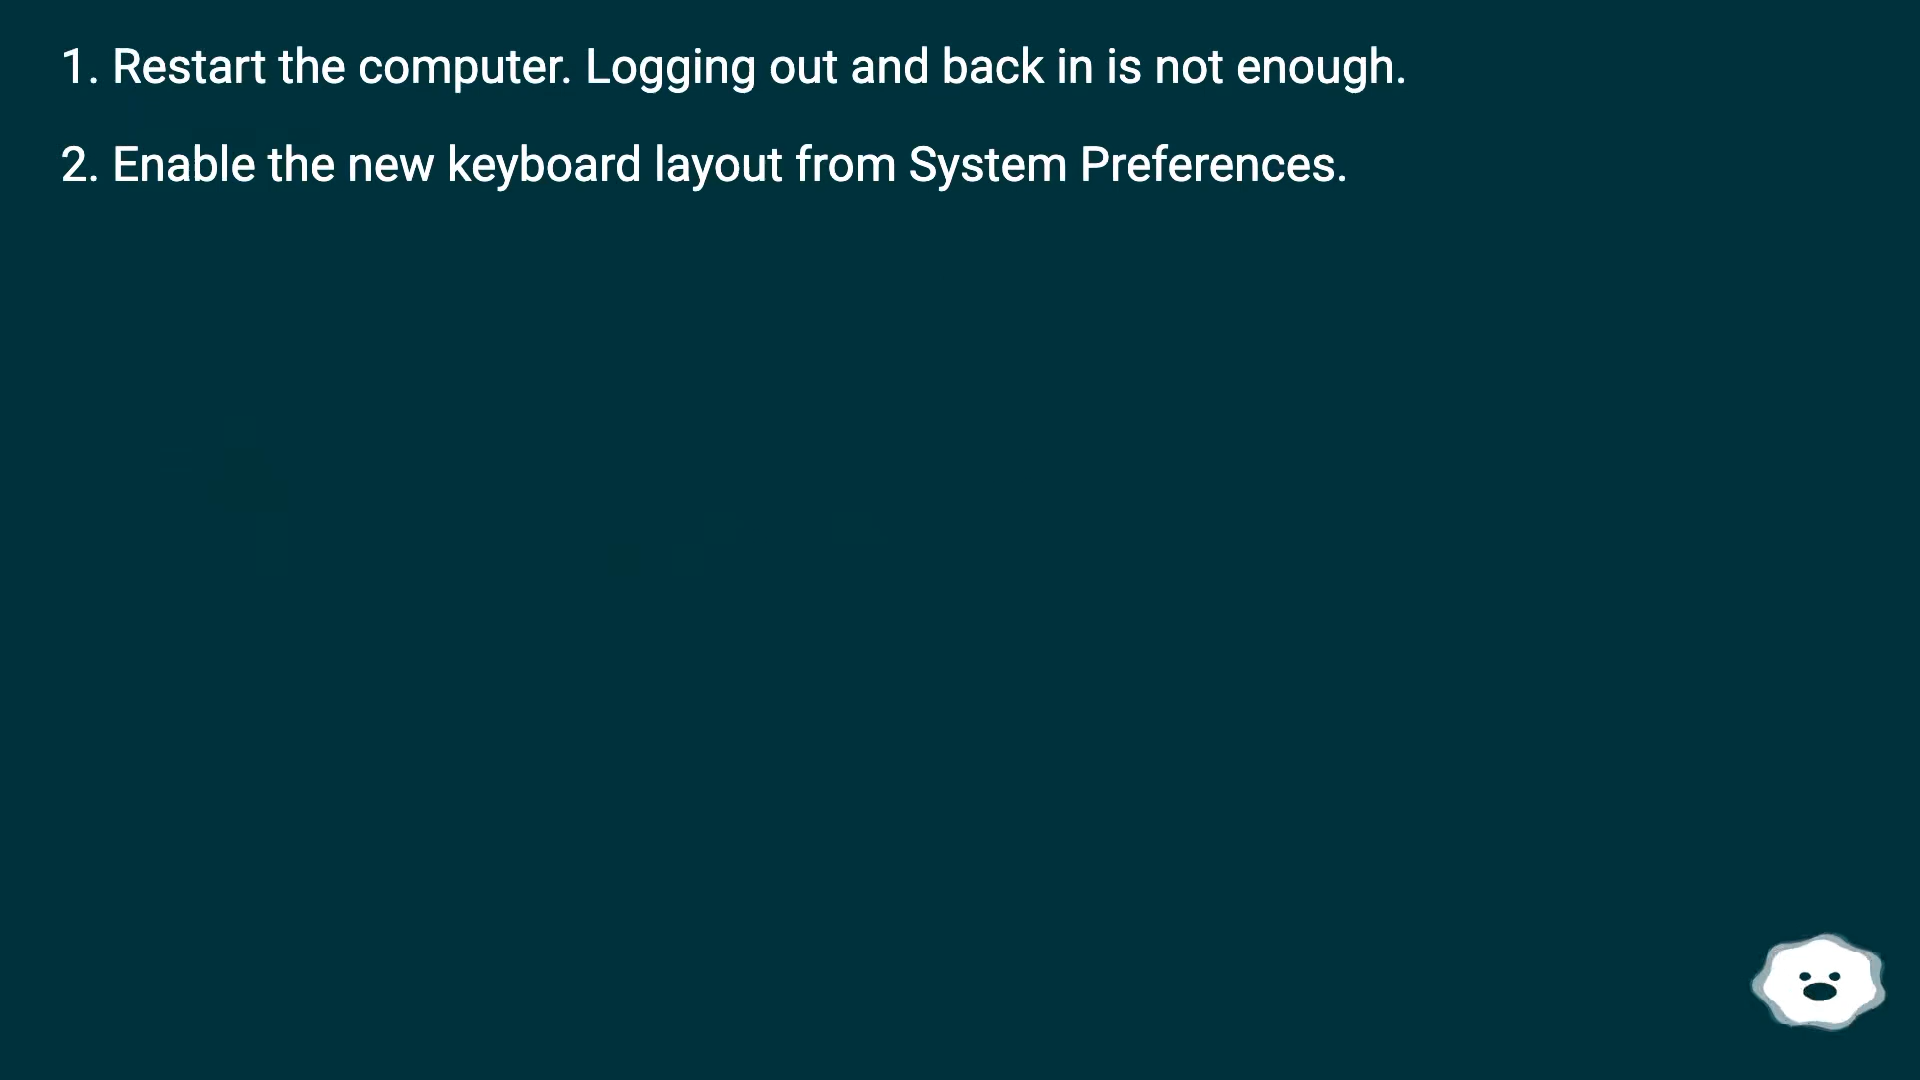 1. Restart the computer. Logging out and back in is not enough.
2. Enable the new keyboard layout from System Preferences.